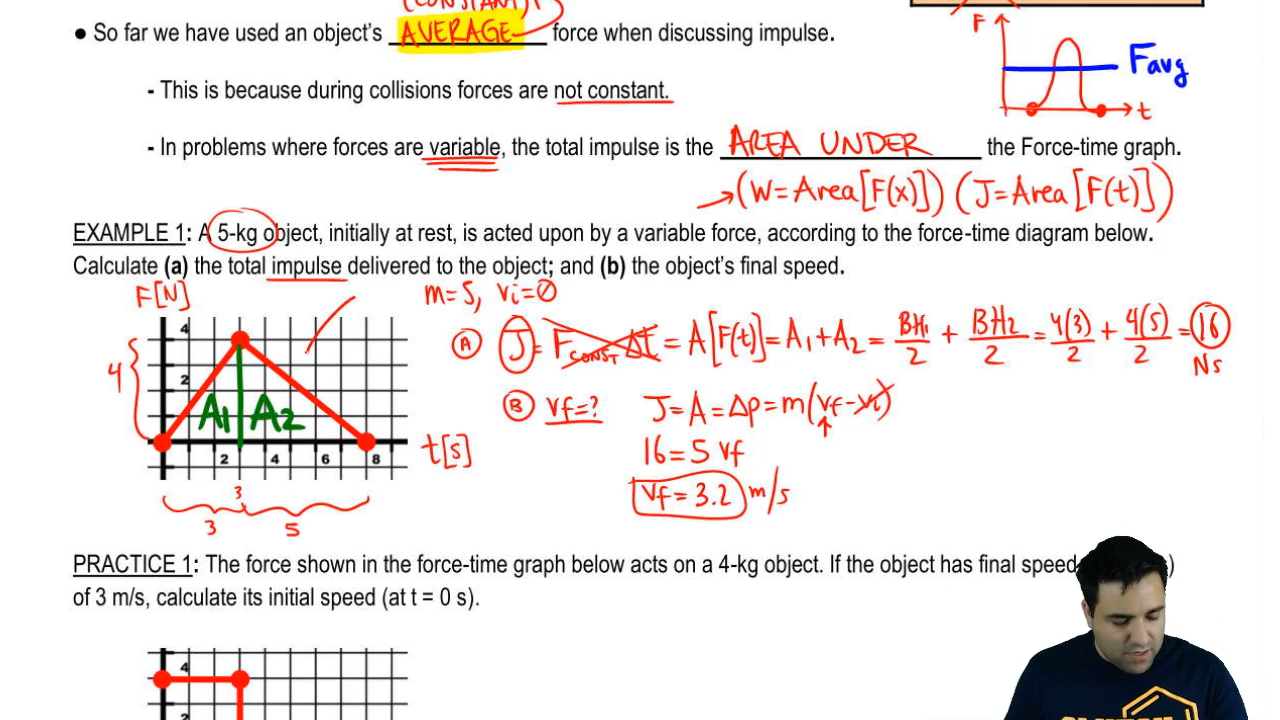 (CONSTANT)
● So far we have used an object's AVERAGE force when discussing impulse.
F
Favg
t
- This is because during collisions forces are not constant.
- In problems where forces are variable, the total impulse is the AREA UNDER the Force-time graph.
→(W=Area[F(x)]) (J=Area[F(t)])
EXAMPLE 1: A 5-kg object, initially at rest, is acted upon by a variable force, according to the force-time diagram below.
Calculate (a) the total impulse delivered to the object; and (b) the object's final speed.
F[N]
m=5, vi=0
4
2
4
A1 A2
2 4 6 8
t[s]
3
3 5
(A) J = FCONST Δt = A[F(t)] = A1 + A2 = BH1/2 + BH2/2 = 4(3)/2 + 4(5)/2 = 16
Ns
(B) vf=? J=A=Δp=m(vf-vi)
16=5 vf
vf = 3.2 m/s
PRACTICE 1: The force shown in the force-time graph below acts on a 4-kg object. If the object has final speed )
of 3 m/s, calculate its initial speed (at t = 0 s).
4
2